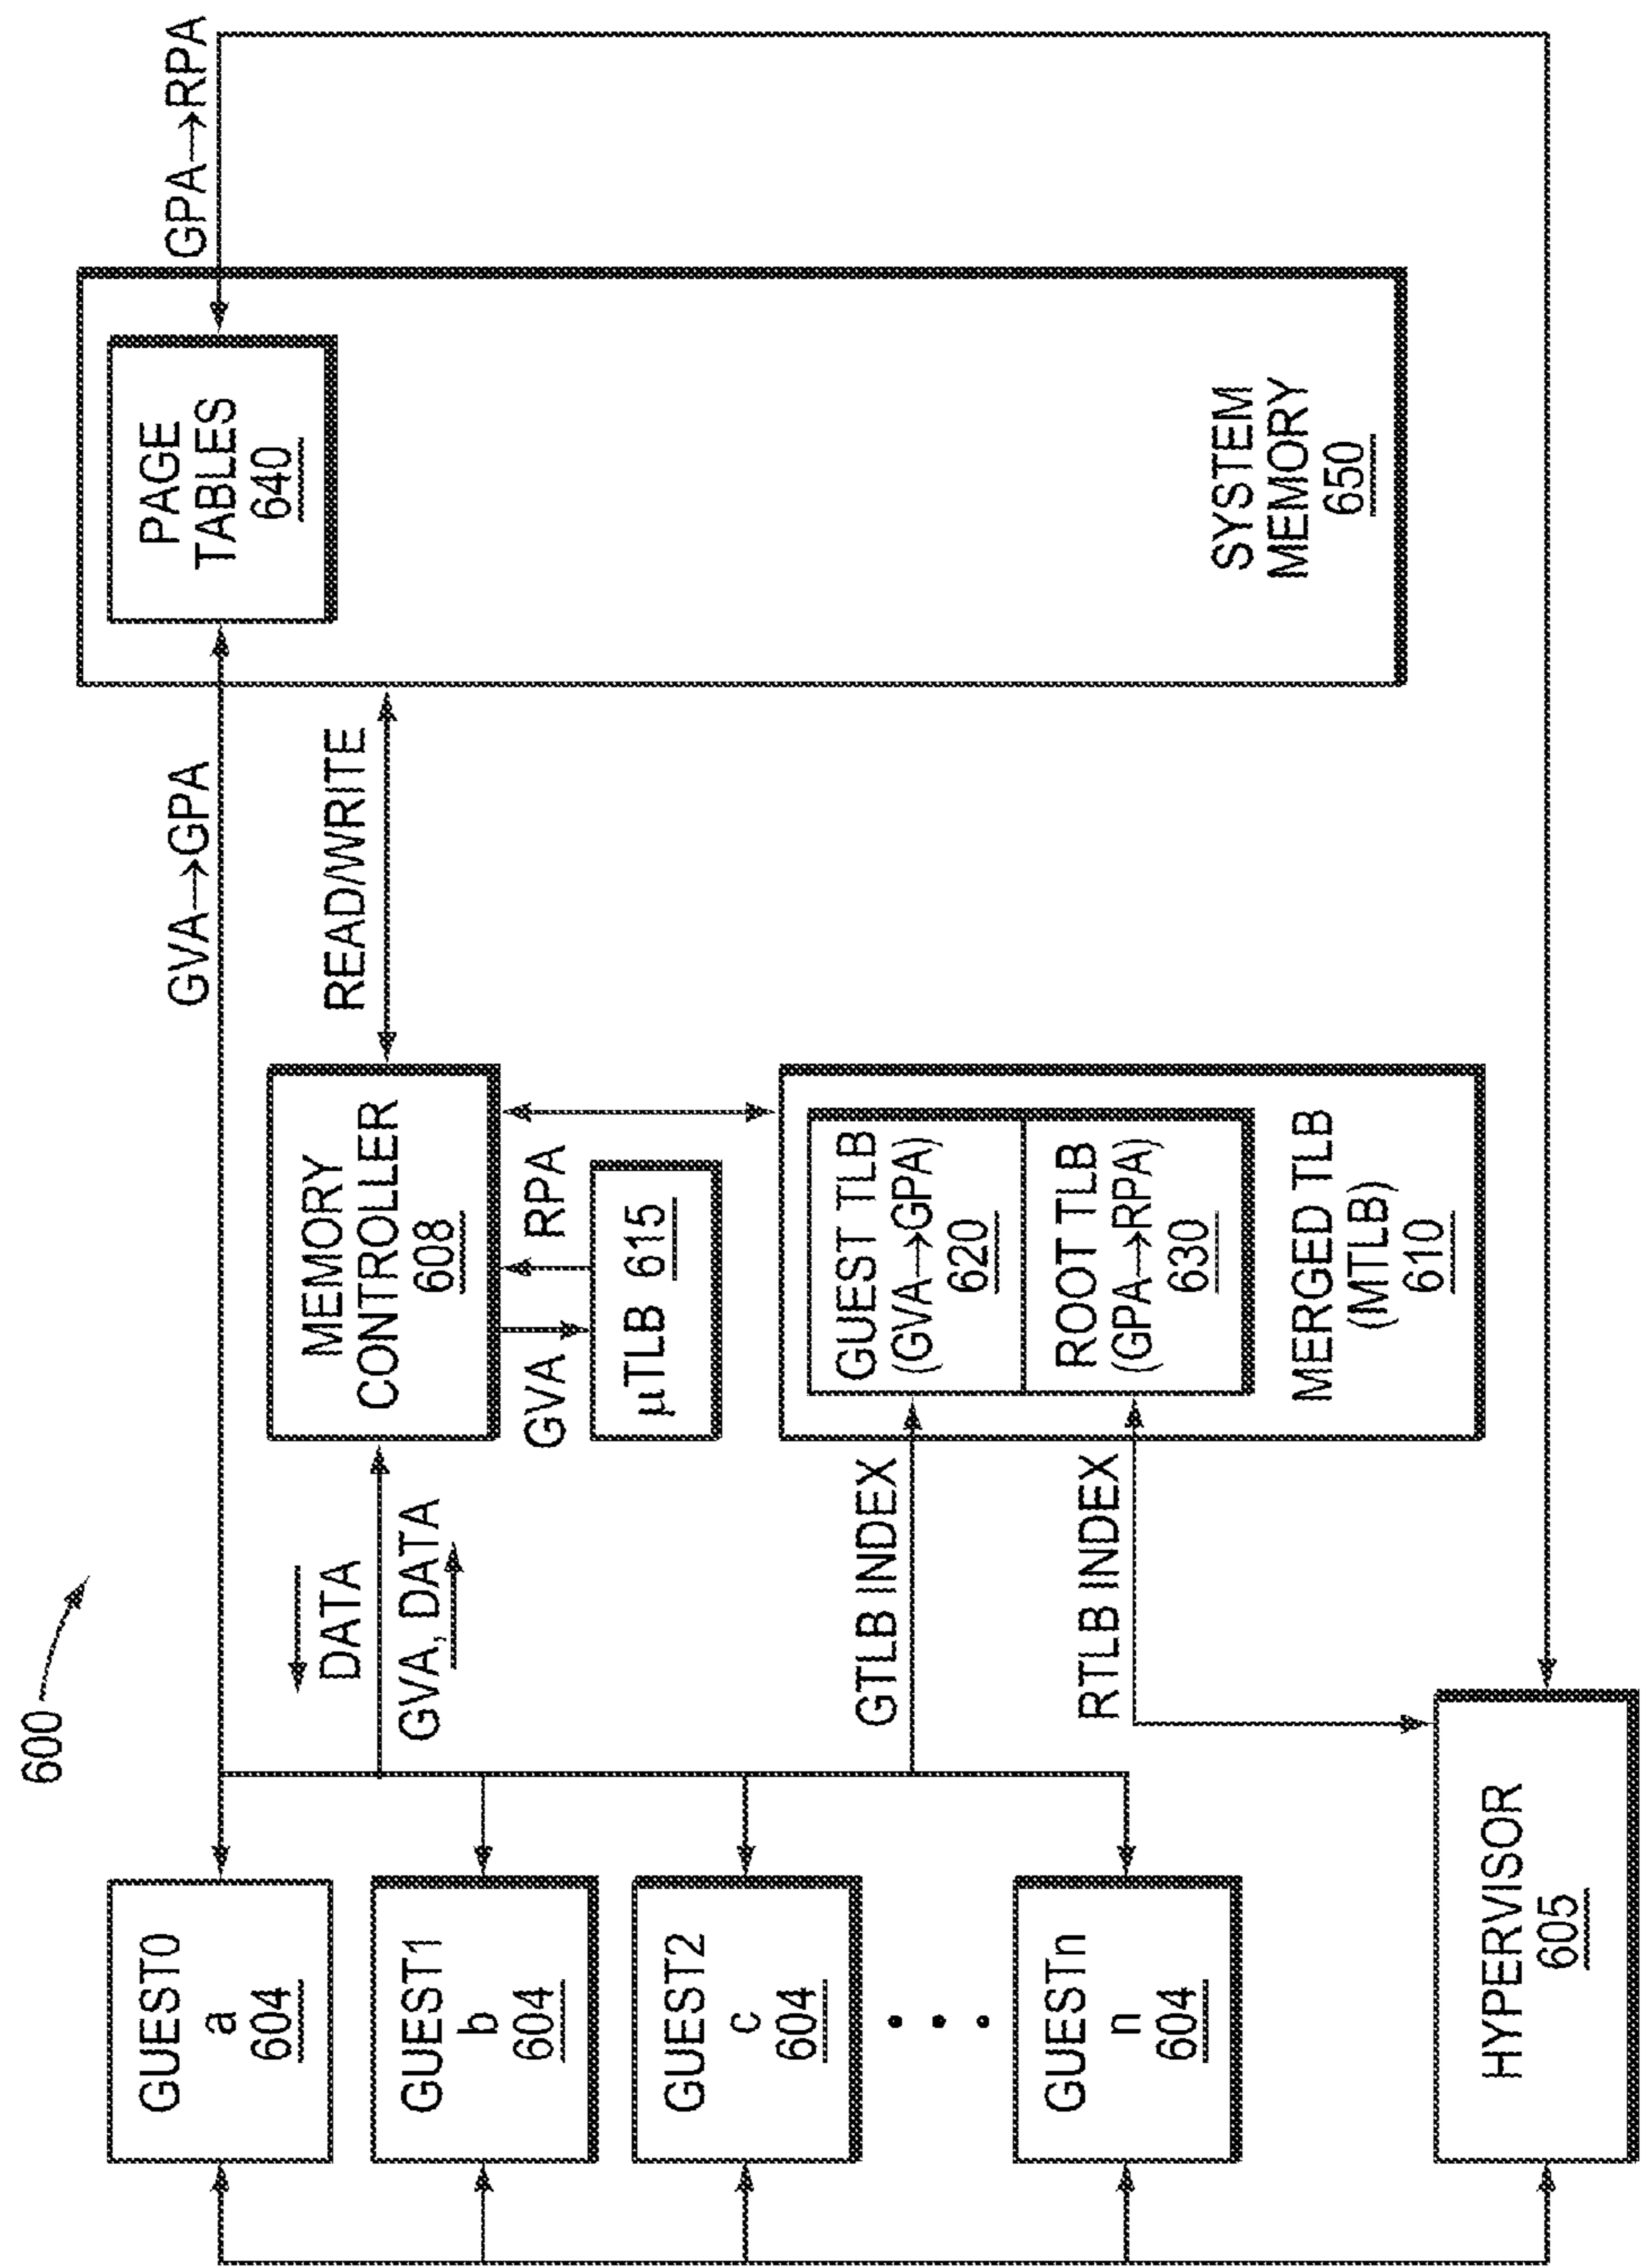 600
GUEST0
a
604
GUEST1
b
604
GUEST2
c
604
GUESTn
n
604
HYPERVISOR
605
DATA
GVA, DATA
GTLB INDEX
RTLB INDEX
GVA→GPA
MEMORY
CONTROLLER
608
READ/WRITE
GVA
RPA
µTLB 615
GUEST TLB
(GVA→GPA)
620
ROOT TLB
(GPA→RPA)
630
MERGED TLB
(MTLB)
610
PAGE
TABLES
640
SYSTEM
MEMORY
650
GPA→RPA